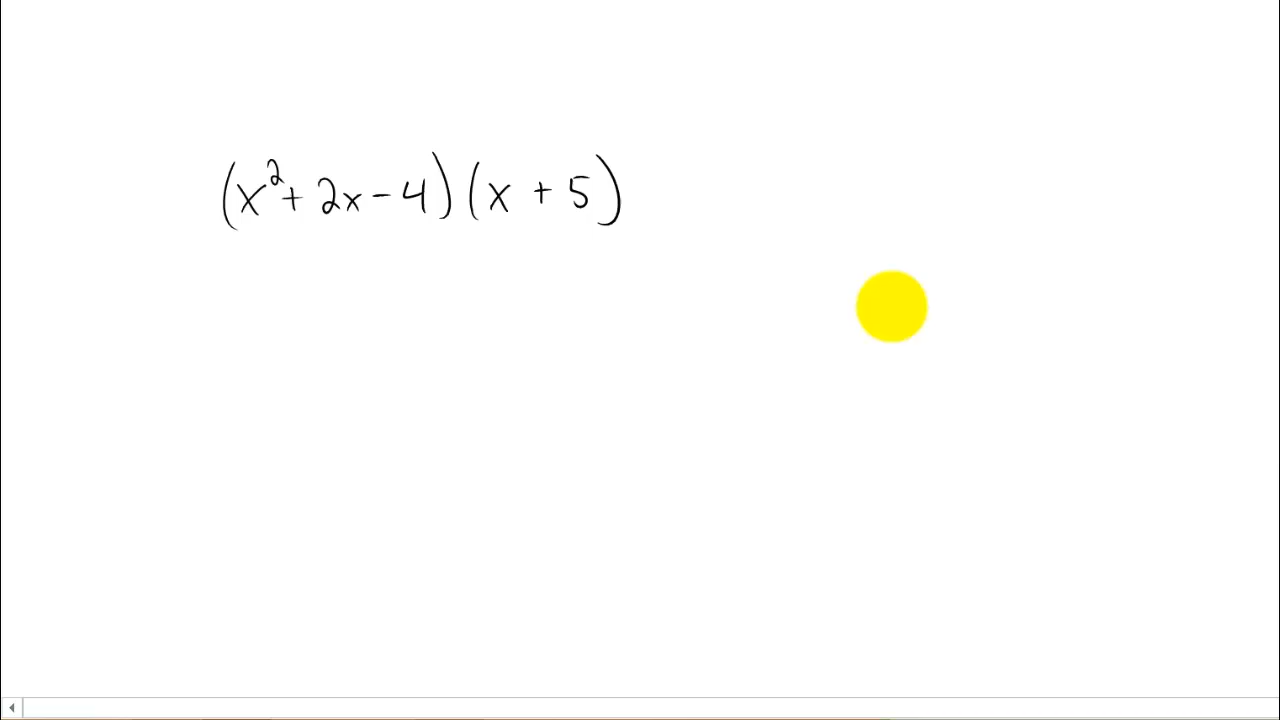 (x²+ 2x - 4)(x + 5)